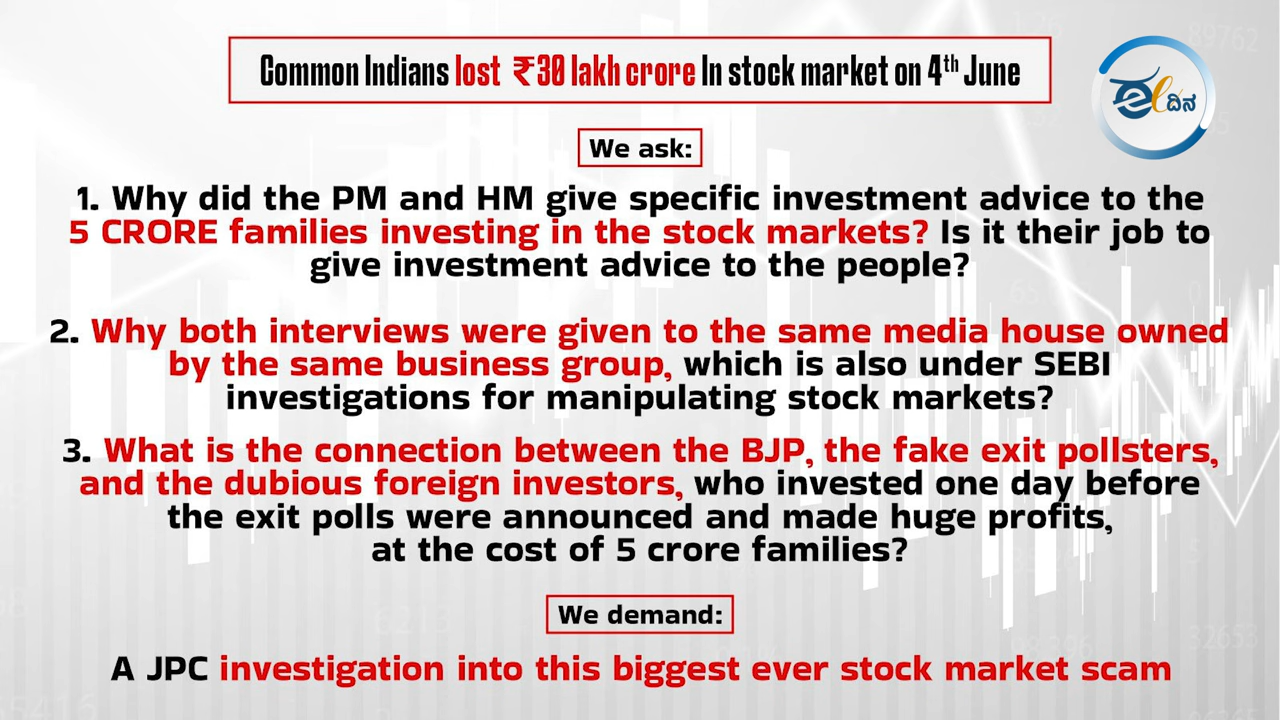 Common Indians lost ₹30 lakh crore In stock market on 4th June
ಈದಿನ
We ask:
1. Why did the PM and HM give specific investment advice to the
5 CRORE families investing in the stock markets? Is it their job to
give investment advice to the people?
2. Why both interviews were given to the same media house owned
by the same business group, which is also under SEBI
investigations for manipulating stock markets?
3. What is the connection between the BJP, the fake exit pollsters,
and the dubious foreign investors, who invested one day before
the exit polls were announced and made huge profits,
at the cost of 5 crore families?
We demand:
A JPC investigation into this biggest ever stock market scam